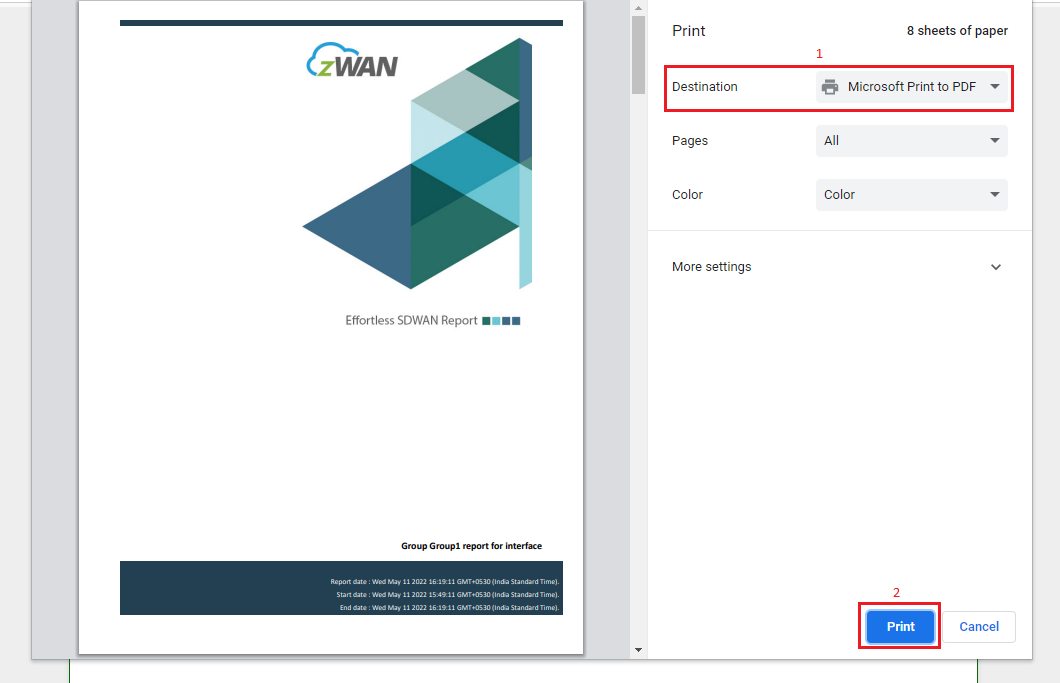 zWAN
Effortless SDWAN Report
Group Group1 report for interface
Report date : Wed May 11 2022 16:19:11 GMT+0530 (India Standard Time).
Start date : Wed May 11 2022 15:49:11 GMT+0530 (India Standard Time).
End date : Wed May 11 2022 16:19:11 GMT+0530 (India Standard Time).
Print 8 sheets of paper
1
Destination Microsoft Print to PDF
Pages All
Color Color
More settings
2
Print Cancel